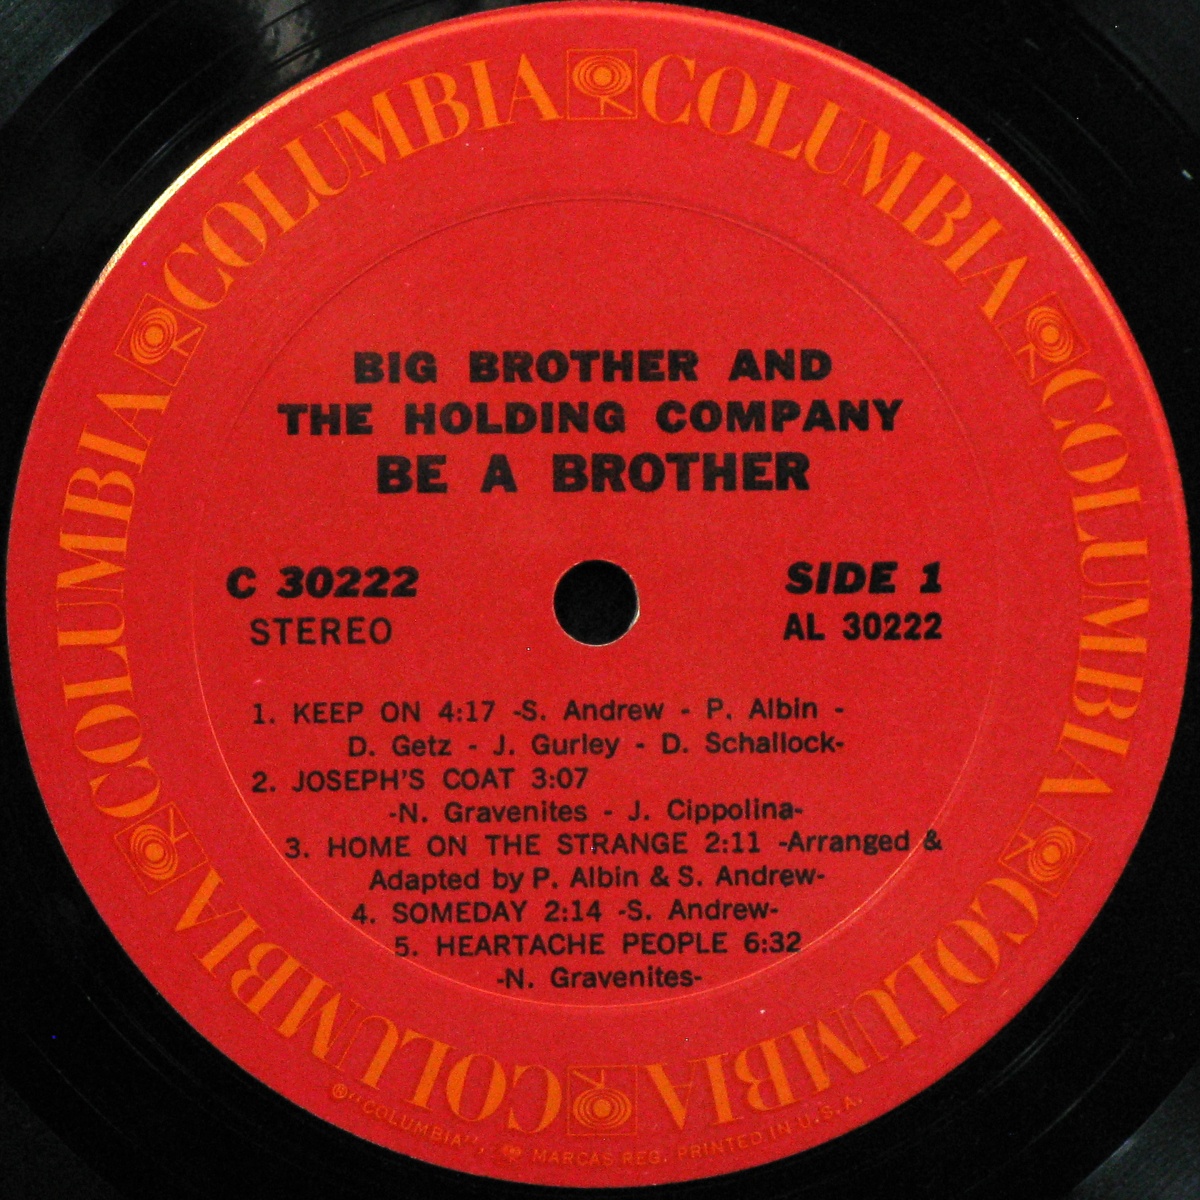 COLUMBIA COLUMBIA COLUMBIA COLUMBIA COLUMBIA COLUMBIA
BIG BROTHER AND
THE HOLDING COMPANY
BE A BROTHER
C 30222
STEREO
SIDE 1
AL 30222
1. KEEP ON 4:17 -S. Andrew - P. Albin -
D. Getz - J. Gurley - D. Schallock-
2. JOSEPH'S COAT 3:07
-N. Gravenites - J. Cippolina-
3. HOME ON THE STRANGE 2:11 -Arranged &
Adapted by P. Albin & S. Andrew-
4. SOMEDAY 2:14 -S. Andrew-
5. HEARTACHE PEOPLE 6:32
-N. Gravenites-
®"COLUMBIA", MARCAS REG. PRINTED IN U.S.A.